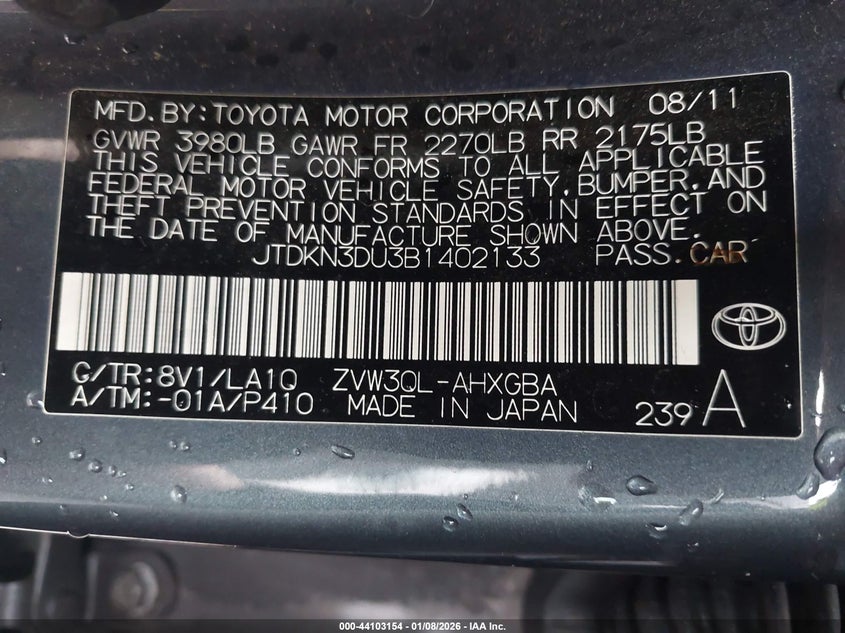 MFD.BY:TOYOTA MOTOR CORPORATION 08/11
GVWR 3980LB GAWR FR 2270LB RR 2175LB
THIS VEHICLE CONFORMS TO ALL APPLICABLE
FEDERAL MOTOR VEHICLE SAFETY,BUMPER,AND
THEFT PREVENTION STANDARDS IN EFFECT ON
THE DATE OF MANUFACTURE SHOWN ABOVE.
JTDKN3DU3B1402133 PASS.CAR
C/TR:8V1/LA10 ZVW3QL-AHXGBA
A/TM:-01A/P410 MADE IN JAPAN 239 A
000-44103154 - 01/08/2026 - IAA Inc.